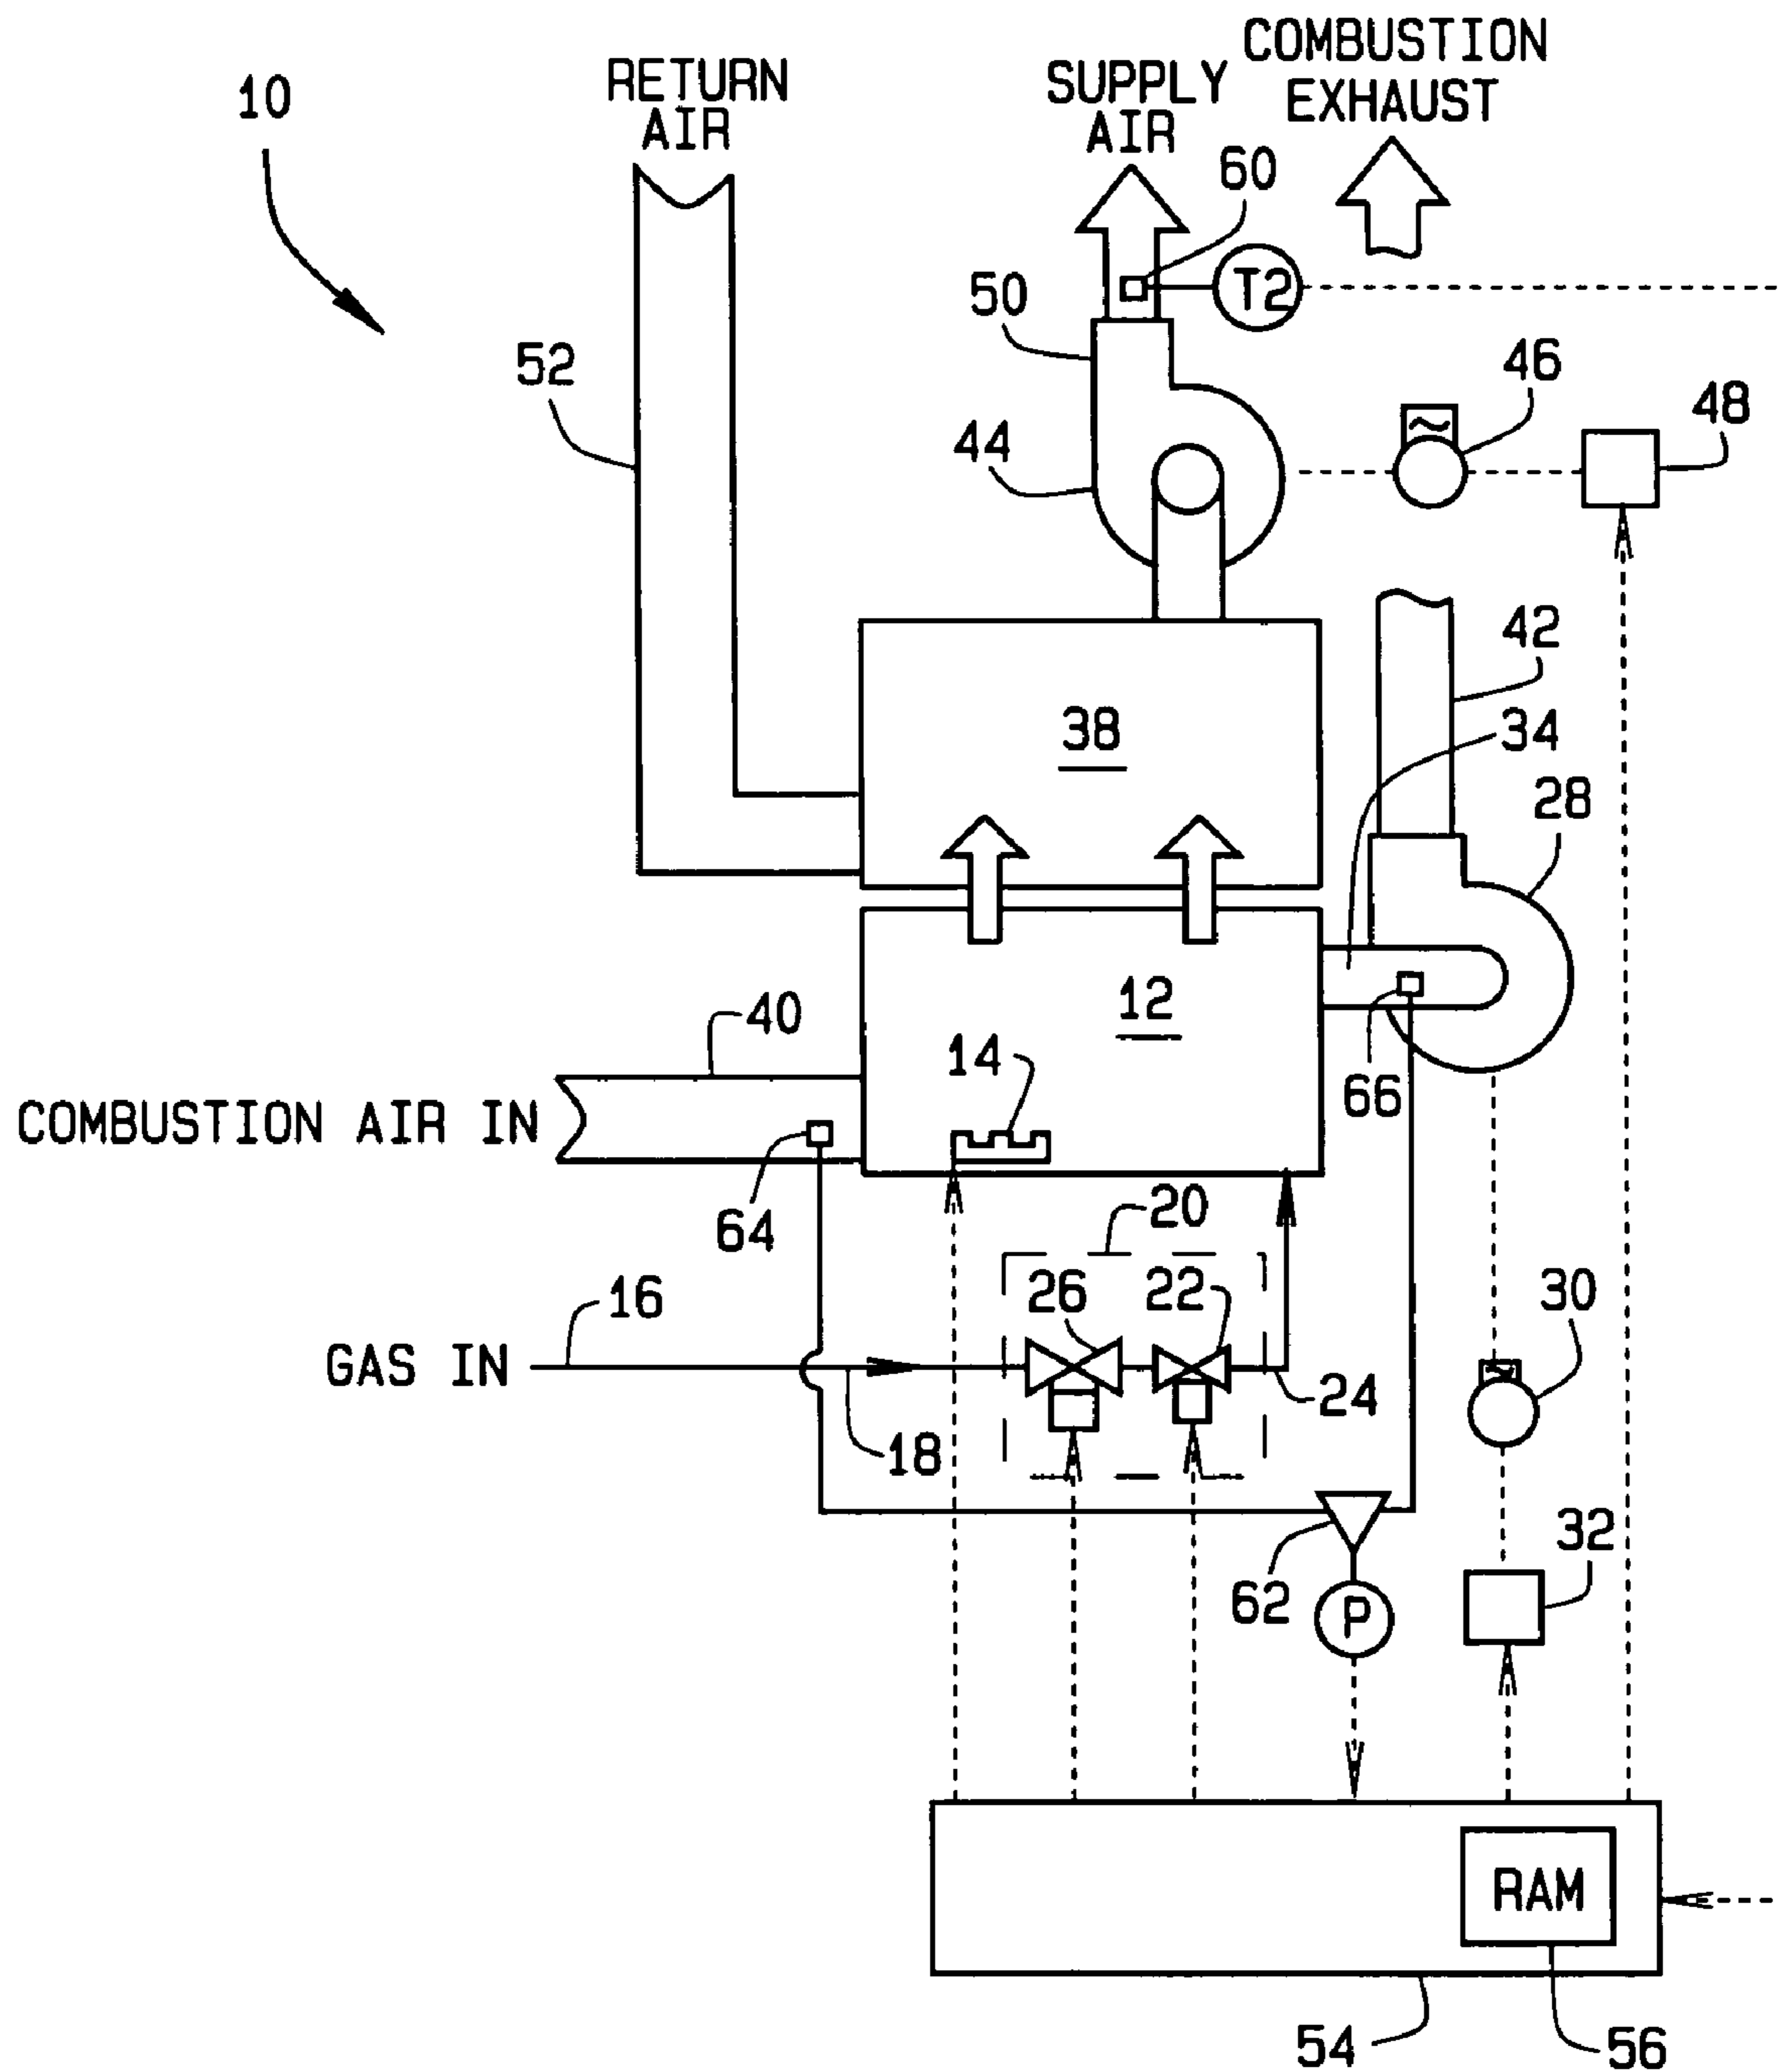 COMBUSTION
EXHAUST
RETURN
AIR
SUPPLY
AIR
10
60
T2
50
52
46
48
44
42
38
34
28
12
40
14
66
COMBUSTION AIR IN
64
20
16
26
22
30
GAS IN
24
18
32
62
P
RAM
54
56